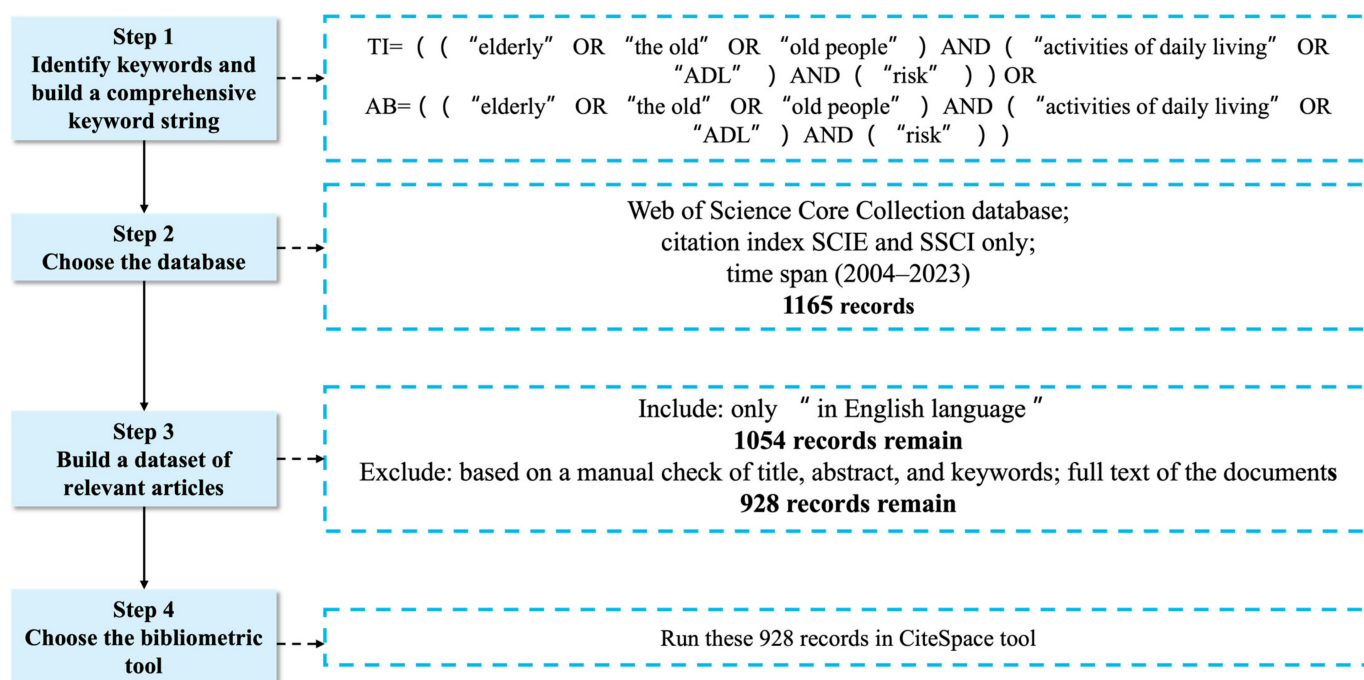 Step 1
Identify keywords and
build a comprehensive
keyword string
TI= ( ( “elderly” OR “the old” OR “old people” ) AND ( “activities of daily living” OR
“ADL” ) AND ( “risk” ) ) OR
AB= ( ( “elderly” OR “the old” OR “old people” ) AND ( “activities of daily living” OR
“ADL” ) AND ( “risk” ) )
Step 2
Choose the database
Web of Science Core Collection database;
citation index SCIE and SSCI only;
time span (2004–2023)
1165 records
Step 3
Build a dataset of
relevant articles
Include: only “ in English language ”
1054 records remain
Exclude: based on a manual check of title, abstract, and keywords; full text of the documents
928 records remain
Step 4
Choose the bibliometric
tool
Run these 928 records in CiteSpace tool